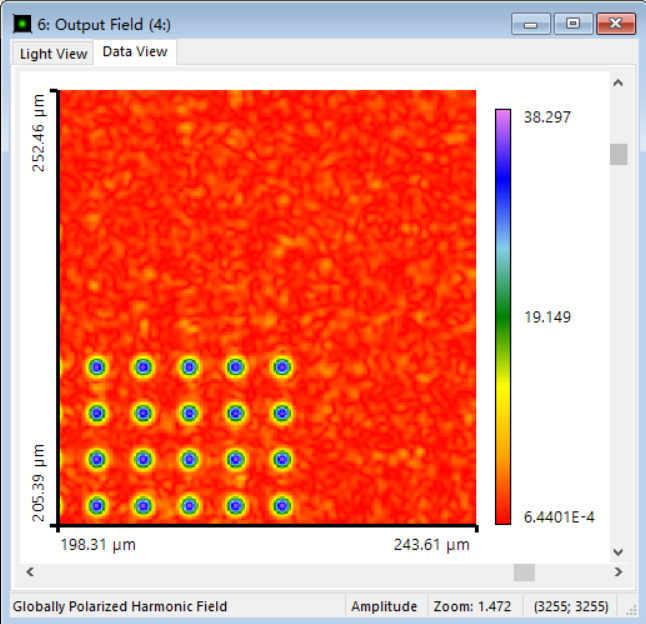 6: Output Field (4:)
Light View
Data View
252.46 µm
205.39 µm
198.31 µm
243.61 µm
38.297
19.149
6.4401E-4
Globally Polarized Harmonic Field
Amplitude
Zoom: 1.472
(3255; 3255)